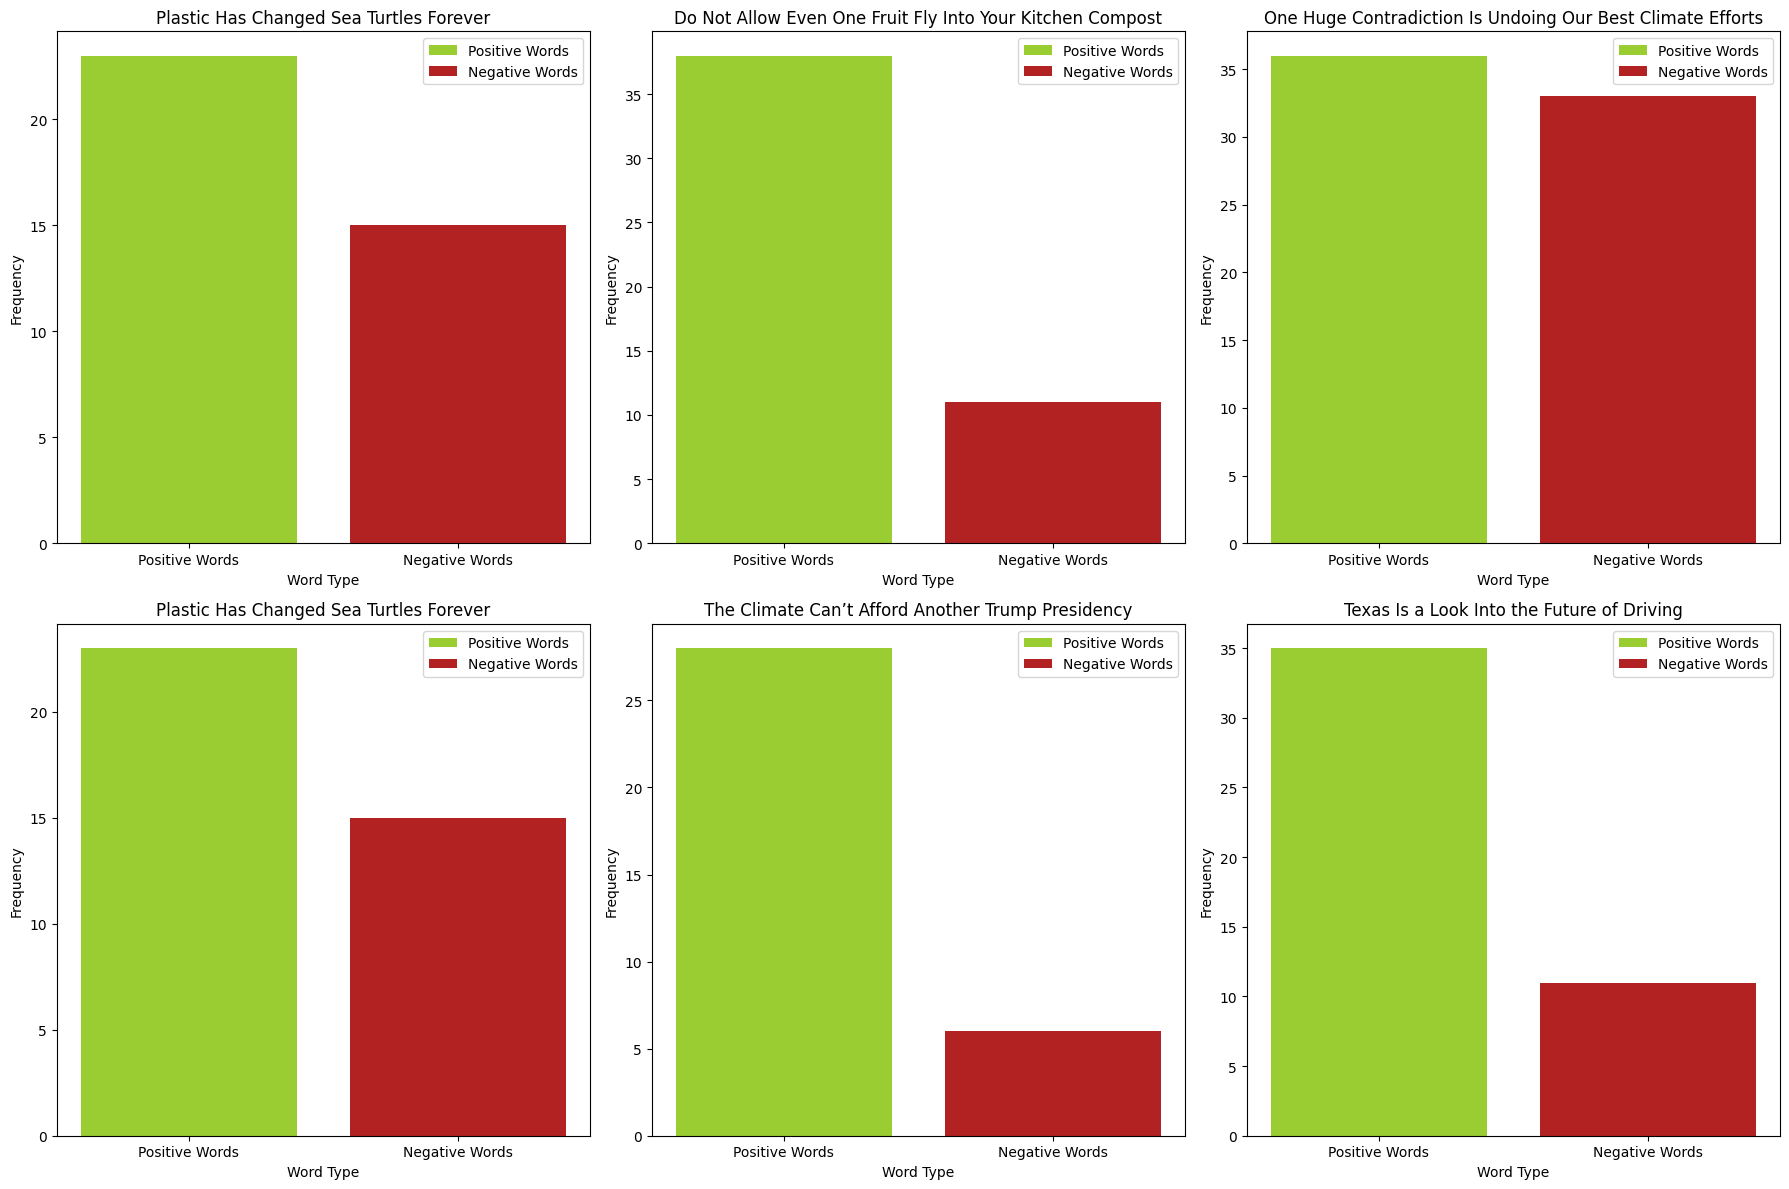 Plastic Has Changed Sea Turtles Forever
Positive Words
Negative Words
20
15
10
5
0
Frequency
Positive Words Negative Words
Word Type
Do Not Allow Even One Fruit Fly Into Your Kitchen Compost
Positive Words
Negative Words
35
30
25
20
15
10
5
0
Frequency
Positive Words Negative Words
Word Type
One Huge Contradiction Is Undoing Our Best Climate Efforts
Positive Words
Negative Words
35
30
25
20
15
10
5
0
Frequency
Positive Words Negative Words
Word Type
Plastic Has Changed Sea Turtles Forever
Positive Words
Negative Words
20
15
10
5
0
Frequency
Positive Words Negative Words
Word Type
The Climate Can’t Afford Another Trump Presidency
Positive Words
Negative Words
25
20
15
10
5
0
Frequency
Positive Words Negative Words
Word Type
Texas Is a Look Into the Future of Driving
Positive Words
Negative Words
35
30
25
20
15
10
5
0
Frequency
Positive Words Negative Words
Word Type